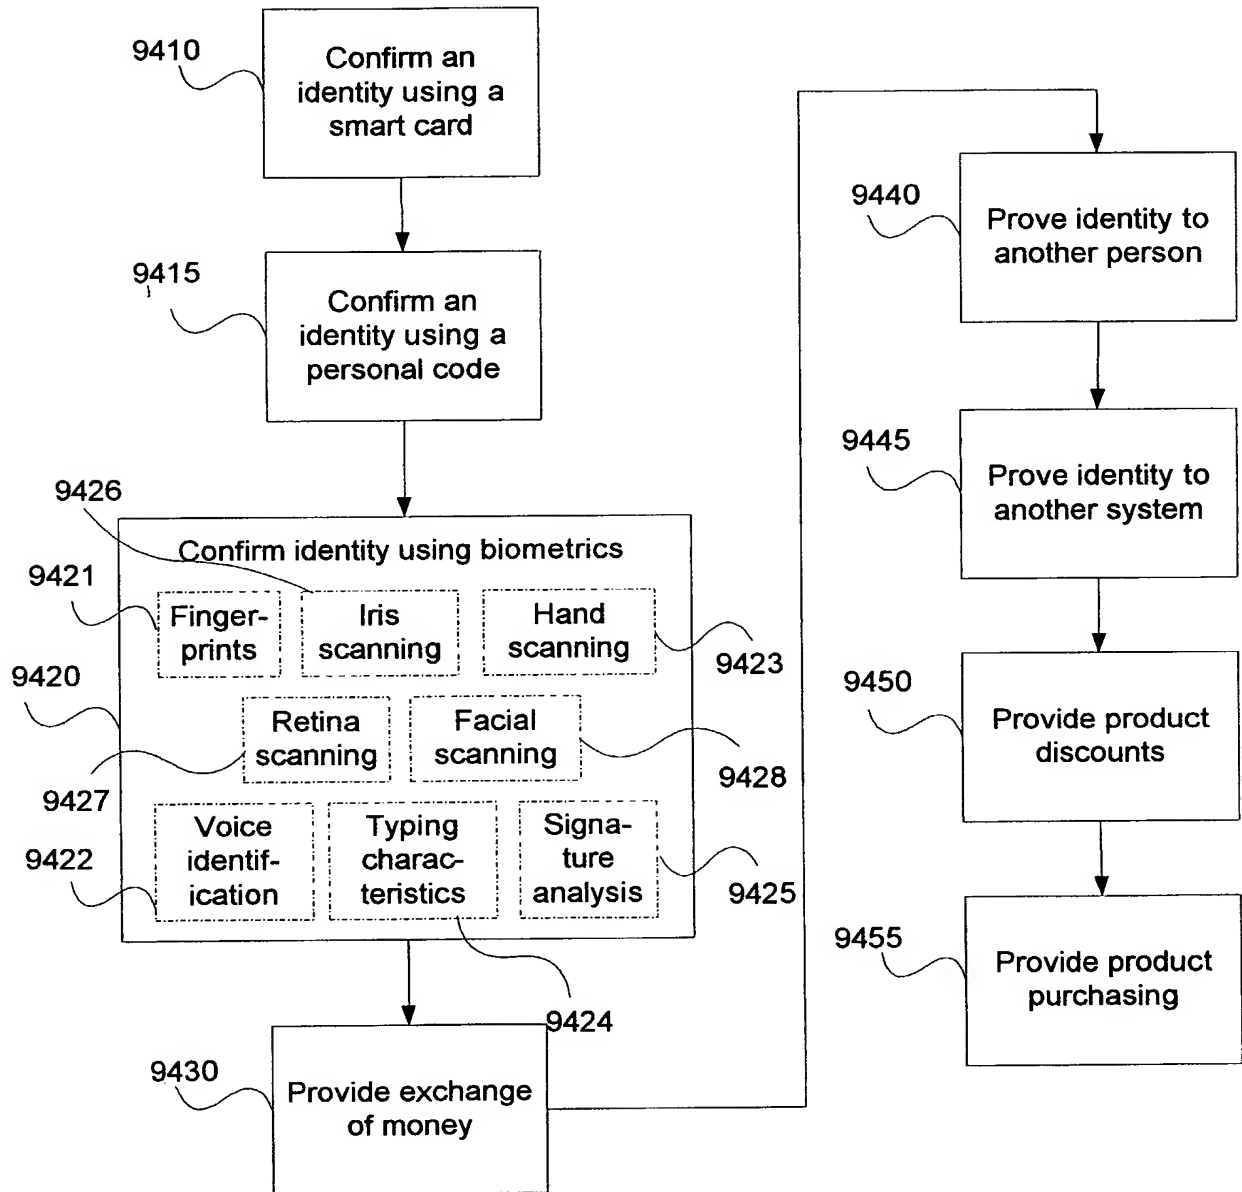 9410
Confirm an
identity using a
smart card
9415
Confirm an
identity using a
personal code
9426
Confirm identity using biometrics
9421
Finger-
prints
Iris
scanning
Hand
scanning
9423
9420
Retina
scanning
Facial
scanning
9427
9428
Voice
identif-
ication
Typing
charac-
teristics
Signa-
ture
analysis
9422
9425
9424
9430
Provide exchange
of money
9440
Prove identity to
another person
9445
Prove identity to
another system
9450
Provide product
discounts
9455
Provide product
purchasing